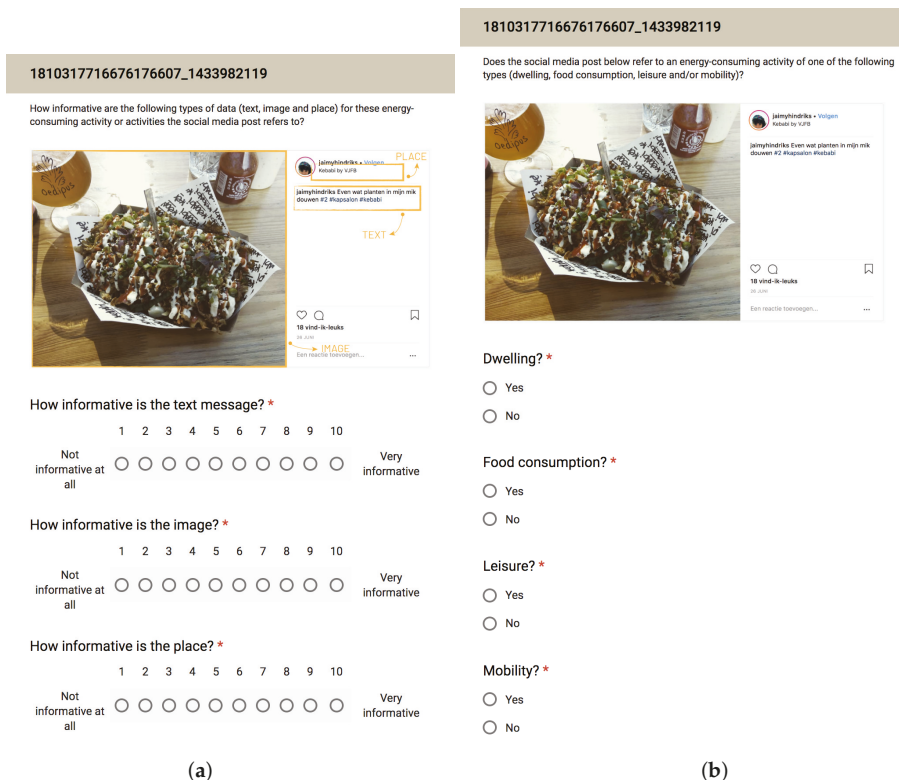 1810317716676176607_1433982119
How informative are the following types of data (text, image and place) for these energy-
consuming activity or activities the social media post refers to?
Oedipus
jaimyhindriks • Volgen
Kebabi by VJFB
PLACE
jaimyhindriks Even wat planten in mijn mik
douwen #2 #kapsalon #kebabi
TEXT
18 vind-ik-leuks
26 JUNI
IMAGE
Een reactie toevoegen...
How informative is the text message? *
1 2 3 4 5 6 7 8 9 10
Not
informative at
all
Very
informative
How informative is the image? *
1 2 3 4 5 6 7 8 9 10
Not
informative at
all
Very
informative
How informative is the place? *
1 2 3 4 5 6 7 8 9 10
Not
informative at
all
Very
informative
(a)
1810317716676176607_1433982119
Does the social media post below refer to an energy-consuming activity of one of the following
types (dwelling, food consumption, leisure and/or mobility)?
Oedipus
jaimyhindriks • Volgen
Kebabi by VJFB
jaimyhindriks Even wat planten in mijn mik
douwen #2 #kapsalon #kebabi
18 vind-ik-leuks
26 JUNI
Een reactie toevoegen...
Dwelling? *
Yes
No
Food consumption? *
Yes
No
Leisure? *
Yes
No
Mobility? *
Yes
No
(b)